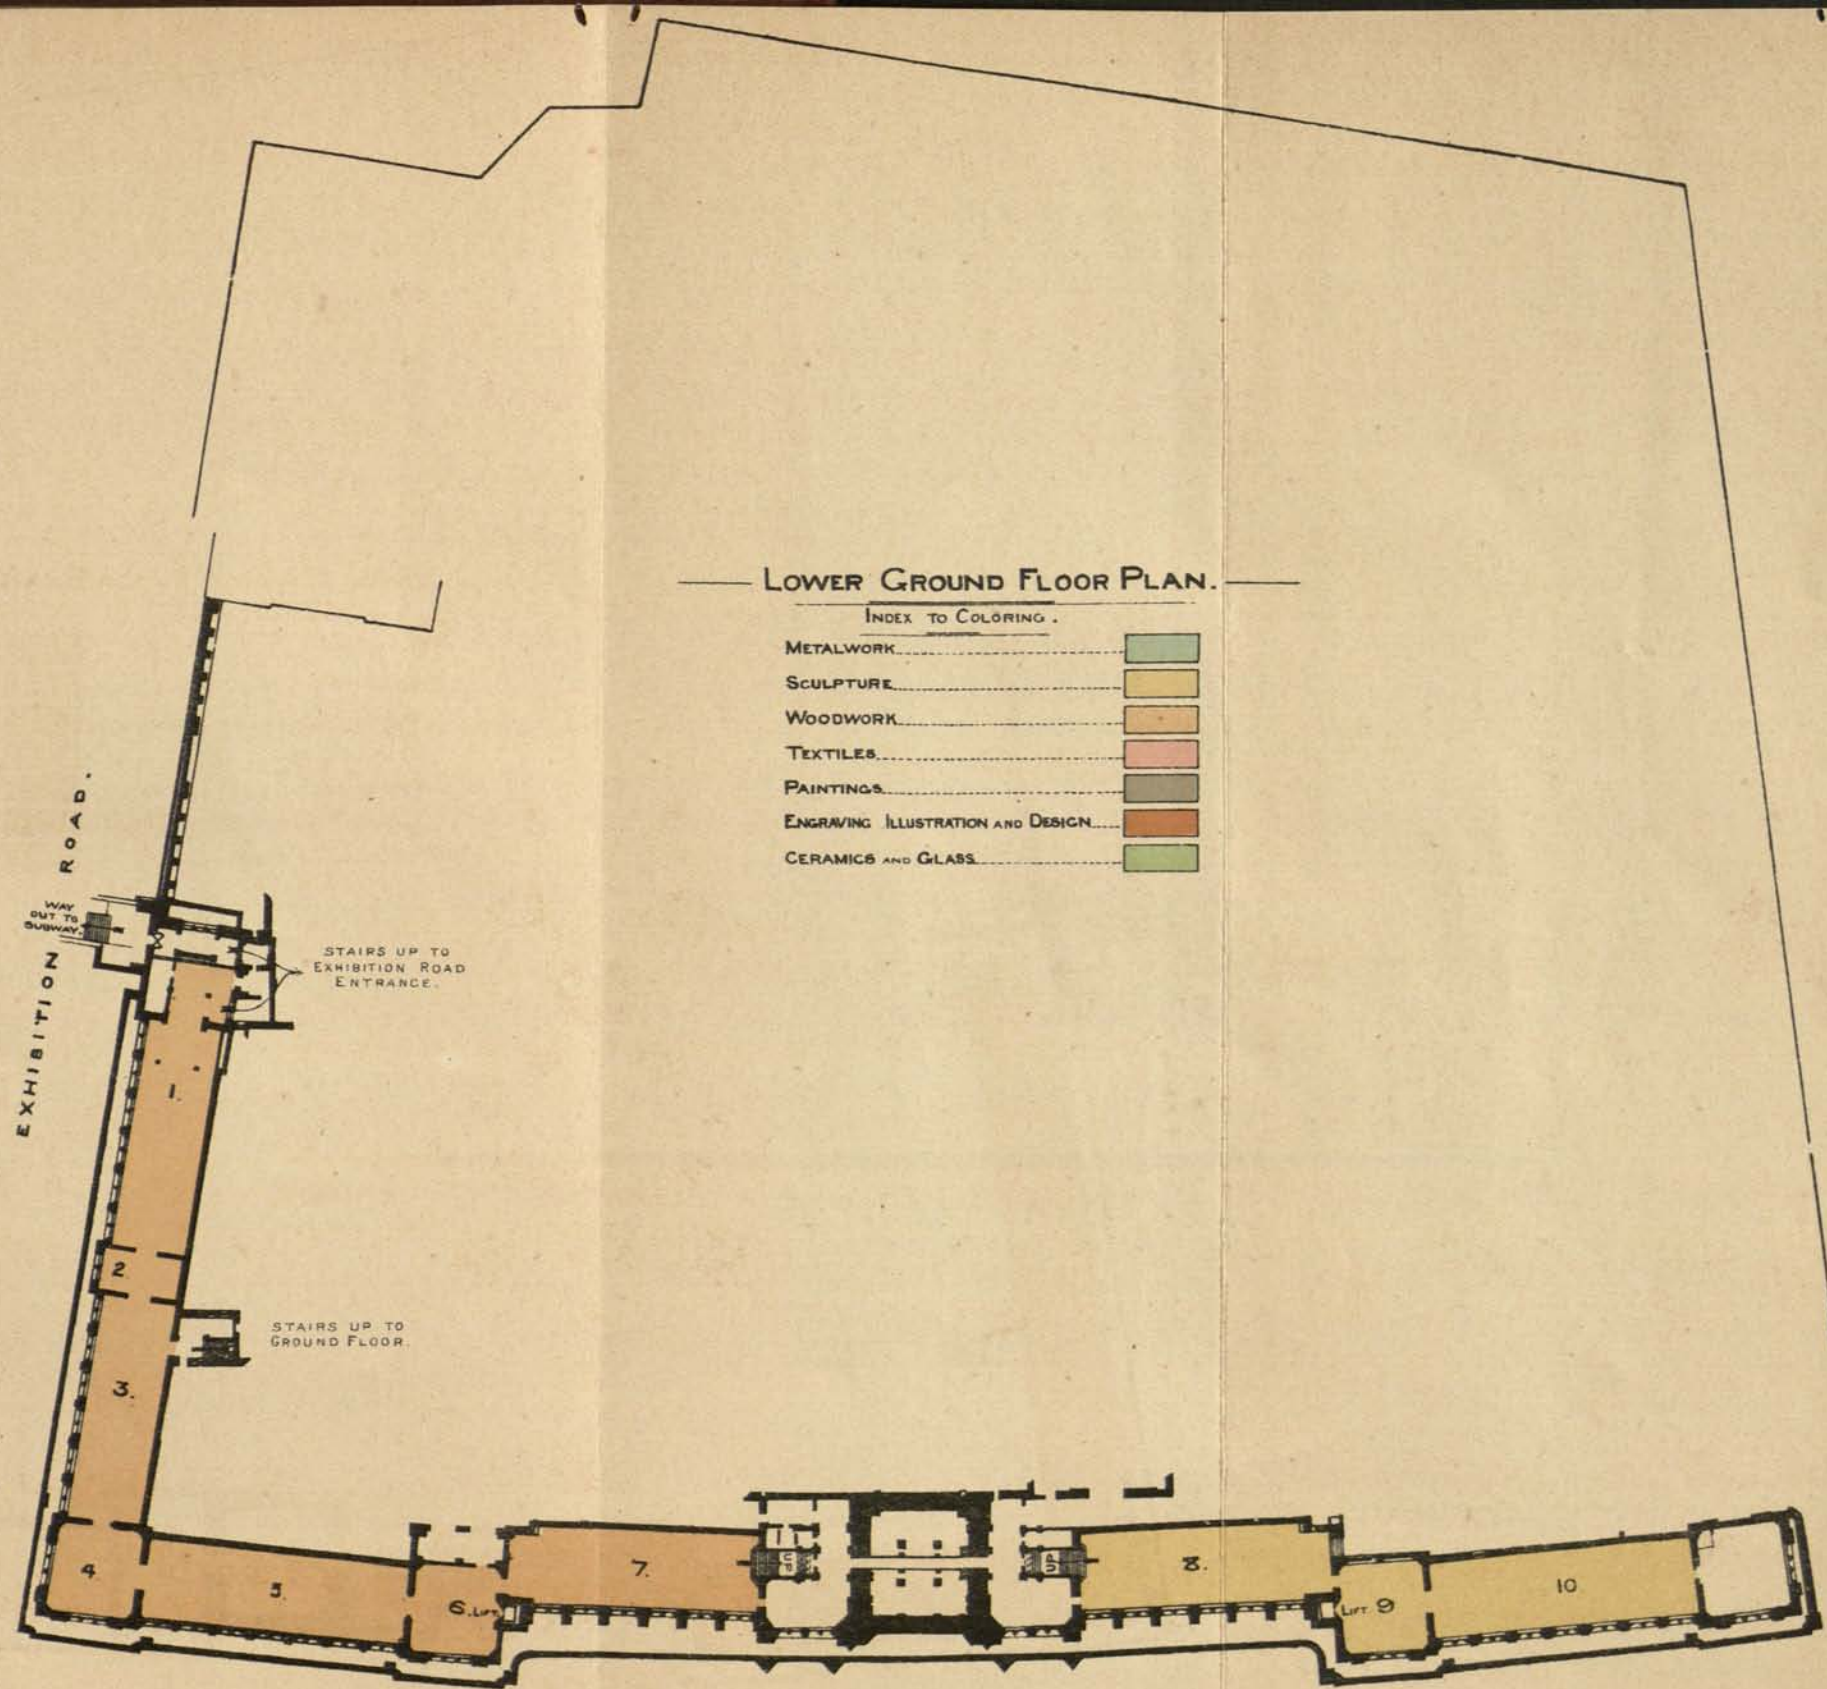 LOWER GROUND FLOOR PLAN.
INDEX TO COLORING.
METALWORK
SCULPTURE
WOODWORK
TEXTILES
PAINTINGS
ENGRAVING ILLUSTRATION AND DESIGN
CERAMICS AND GLASS
EXHIBITION ROAD.
WAY
OUT TO
SUBWAY.
STAIRS UP TO
EXHIBITION ROAD
ENTRANCE.
1.
2.
STAIRS UP TO
GROUND FLOOR.
3.
4.
5.
6. LIFT
7.
UP
UP
8.
LIFT 9
10.